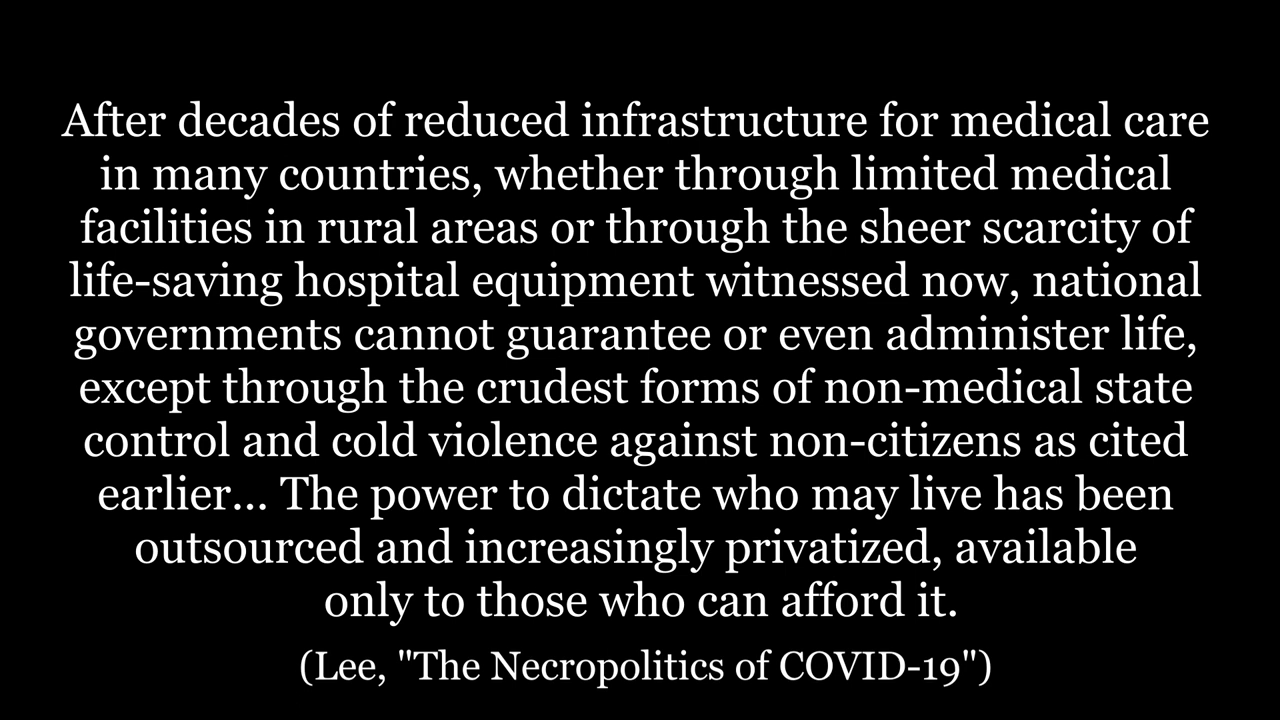 After decades of reduced infrastructure for medical care
in many countries, whether through limited medical
facilities in rural areas or through the sheer scarcity of
life-saving hospital equipment witnessed now, national
governments cannot guarantee or even administer life,
except through the crudest forms of non-medical state
control and cold violence against non-citizens as cited
earlier... The power to dictate who may live has been
outsourced and increasingly privatized, available
only to those who can afford it.
(Lee, "The Necropolitics of COVID-19")